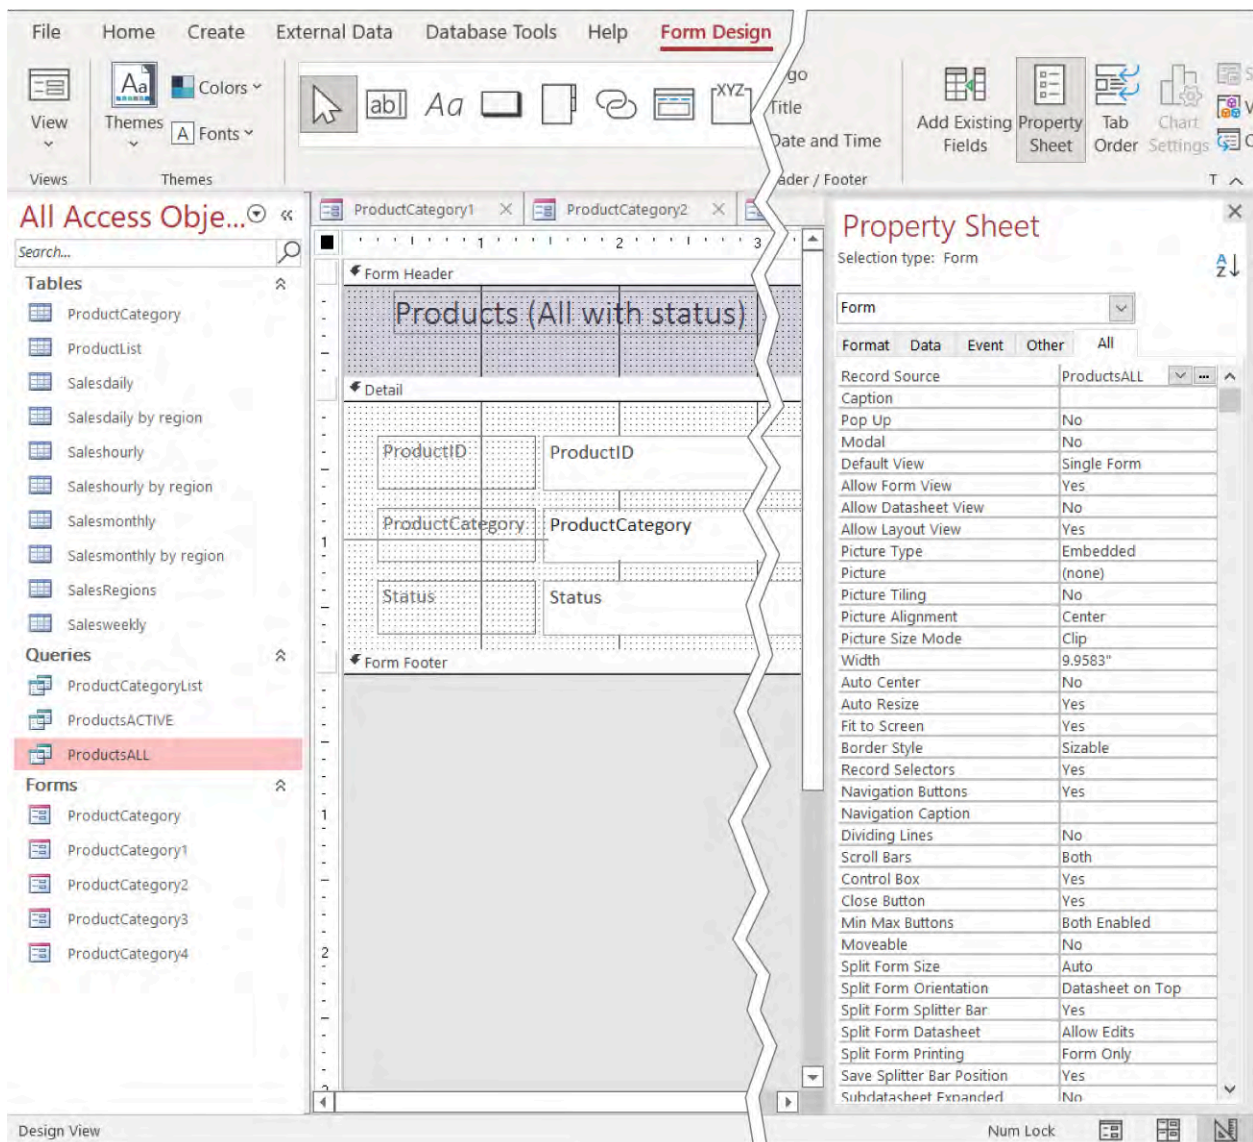 File Home Create External Data Database Tools Help Form Design
Aa Colors
ab Aa XYZ
View Themes Fonts
A
Title
Date and Time
Add Existing Fields
Property Sheet
Tab Order
Chart Settings
Views Themes Footer
All Access Obje...
Search...
Tables
ProductCategory
ProductList
Salesdaily
Salesdaily by region
Saleshourly
Saleshourly by region
Salesmonthly
Salesmonthly by region
SalesRegions
Salesweekly
Queries
ProductCategoryList
ProductsACTIVE
ProductsALL
Forms
ProductCategory
ProductCategory1
ProductCategory2
ProductCategory3
ProductCategory4
ProductCategory1 ProductCategory2
1 2 3
Form Header
Products (All with status)
Detail
ProductID ProductID
ProductCategory ProductCategory
1
Status Status
Form Footer
1
2
Property Sheet
Selection type: Form
A
Z
Form
Format Data Event Other All
Record Source ProductsALL
Caption
Pop Up No
Modal No
Default View Single Form
Allow Form View Yes
Allow Datasheet View No
Allow Layout View Yes
Picture Type Embedded
Picture (none)
Picture Tiling No
Picture Alignment Center
Picture Size Mode Clip
Width 9.9583"
Auto Center No
Auto Resize Yes
Fit to Screen Yes
Border Style Sizable
Record Selectors Yes
Navigation Buttons Yes
Navigation Caption
Dividing Lines No
Scroll Bars Both
Control Box Yes
Close Button Yes
Min Max Buttons Both Enabled
Moveable No
Split Form Size Auto
Split Form Orientation Datasheet on Top
Split Form Splitter Bar Yes
Split Form Datasheet Allow Edits
Split Form Printing Form Only
Save Splitter Bar Position Yes
Subdatasheet Expanded No
Design View Num Lock